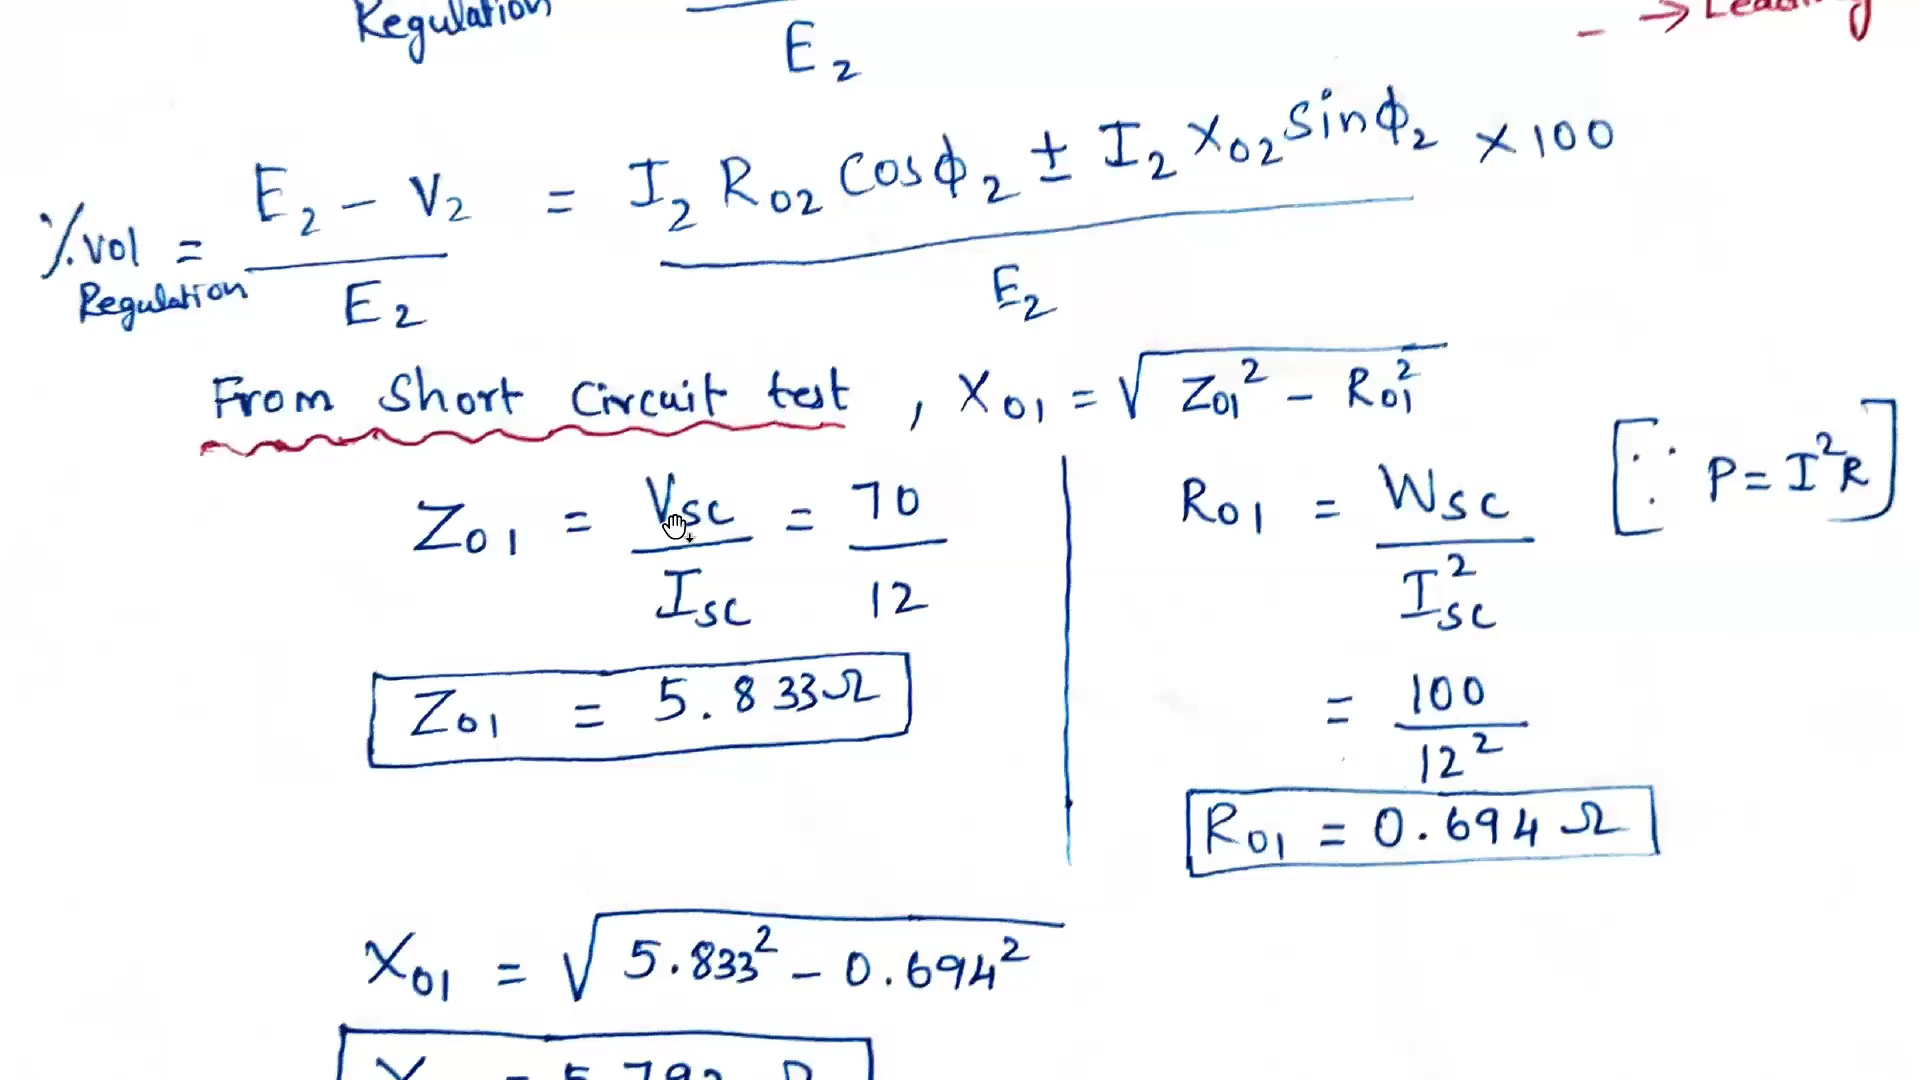 Regulation
E2
- → Leading
%vol Regulation = E2 - V2 / E2 = I2 R02 Cosφ2 ± I2 X02 sinφ2 / E2 × 100
From Short Circuit test , X01 = √ Z01² - R01²
Z01 = Vsc / Isc = 70 / 12
Z01 = 5.833Ω
R01 = Wsc / Isc² [∵ P = I²R]
= 100 / 12²
R01 = 0.694 Ω
X01 = √ 5.833² - 0.694²